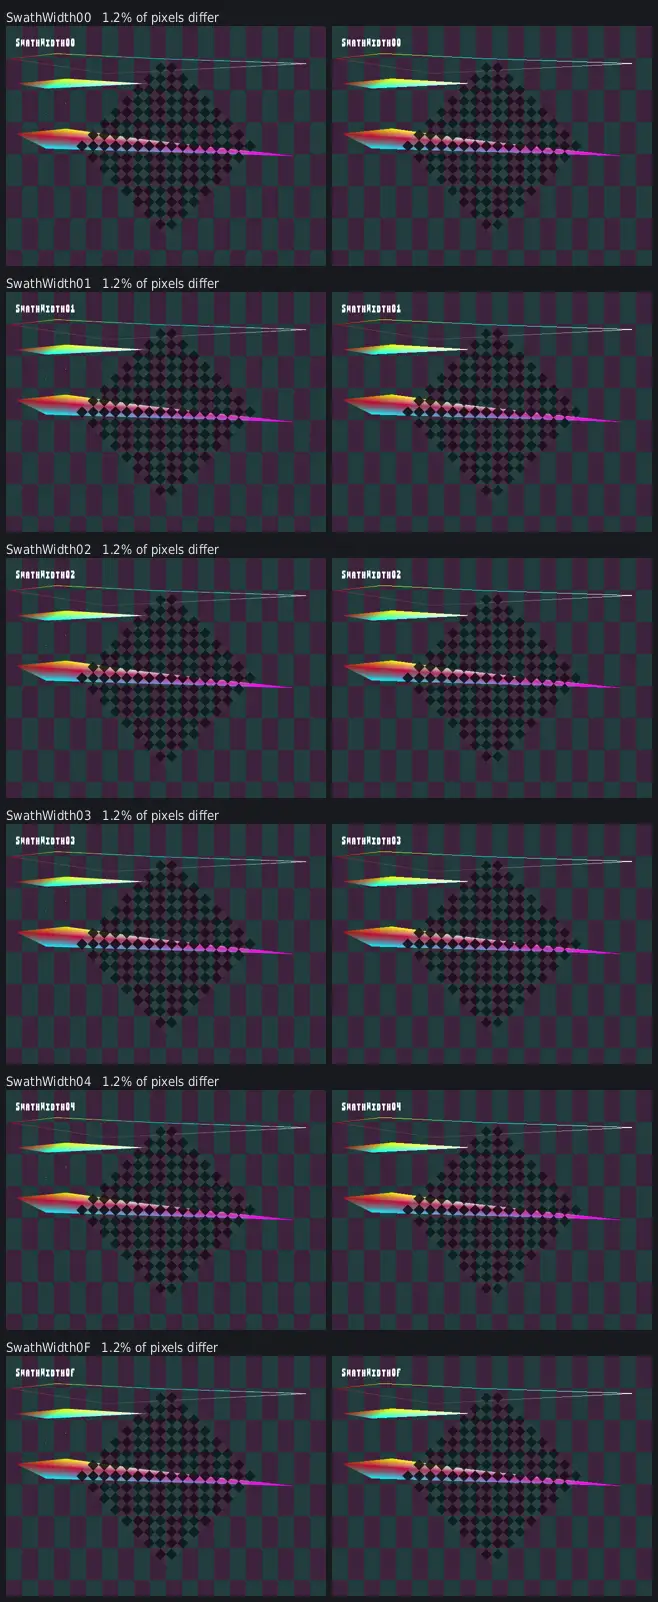 SwathWidth00 1.2% of pixels differ
SwathWidth00 SwathWidth00
SwathWidth01 1.2% of pixels differ
SwathWidth01 SwathWidth01
SwathWidth02 1.2% of pixels differ
SwathWidth02 SwathWidth02
SwathWidth03 1.2% of pixels differ
SwathWidth03 SwathWidth03
SwathWidth04 1.2% of pixels differ
SwathWidth04 SwathWidth04
SwathWidth0F 1.2% of pixels differ
SwathWidth0F SwathWidth0F